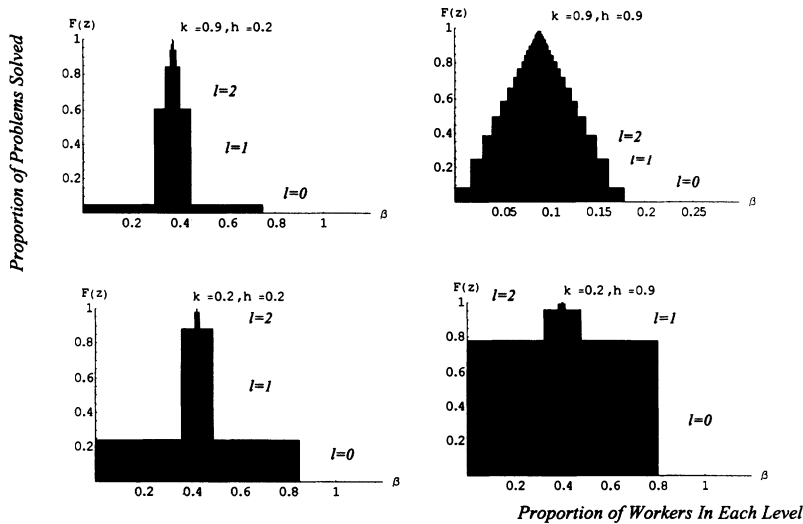 Proportion of Problems Solved
F(z)
k =0.9,h =0.2
1
0.8
0.6
0.4
0.2
l=2
l=1
l=0
0.2 0.4 0.6 0.8 1 β
F(z)
k =0.9,h =0.9
1
0.8
0.6
0.4
0.2
l=2
l=1
l=0
0.05 0.1 0.15 0.2 0.25 β
F(z)
k =0.2,h =0.2
1
0.8
0.6
0.4
0.2
l=2
l=1
l=0
0.2 0.4 0.6 0.8 1 β
F(z)
k =0.2,h =0.9
1
0.8
0.6
0.4
0.2
l=2
l=1
l=0
0.2 0.4 0.6 0.8 1 β
Proportion of Workers In Each Level